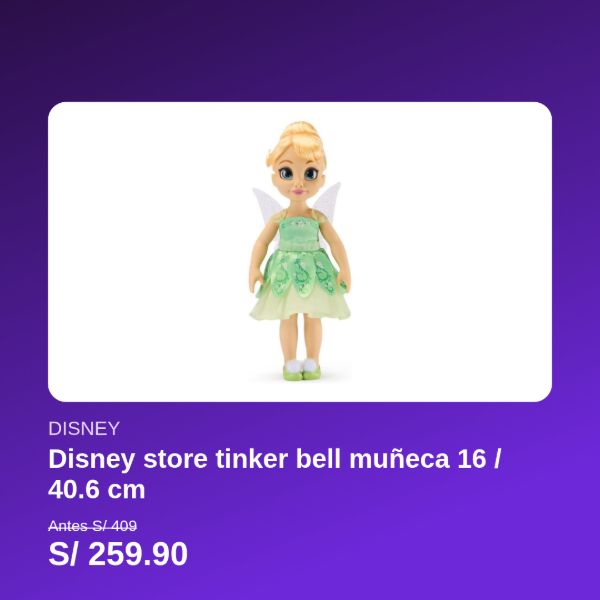 DISNEY
Disney store tinker bell muñeca 16 /
40.6 cm
Antes S/ 409
S/ 259.90